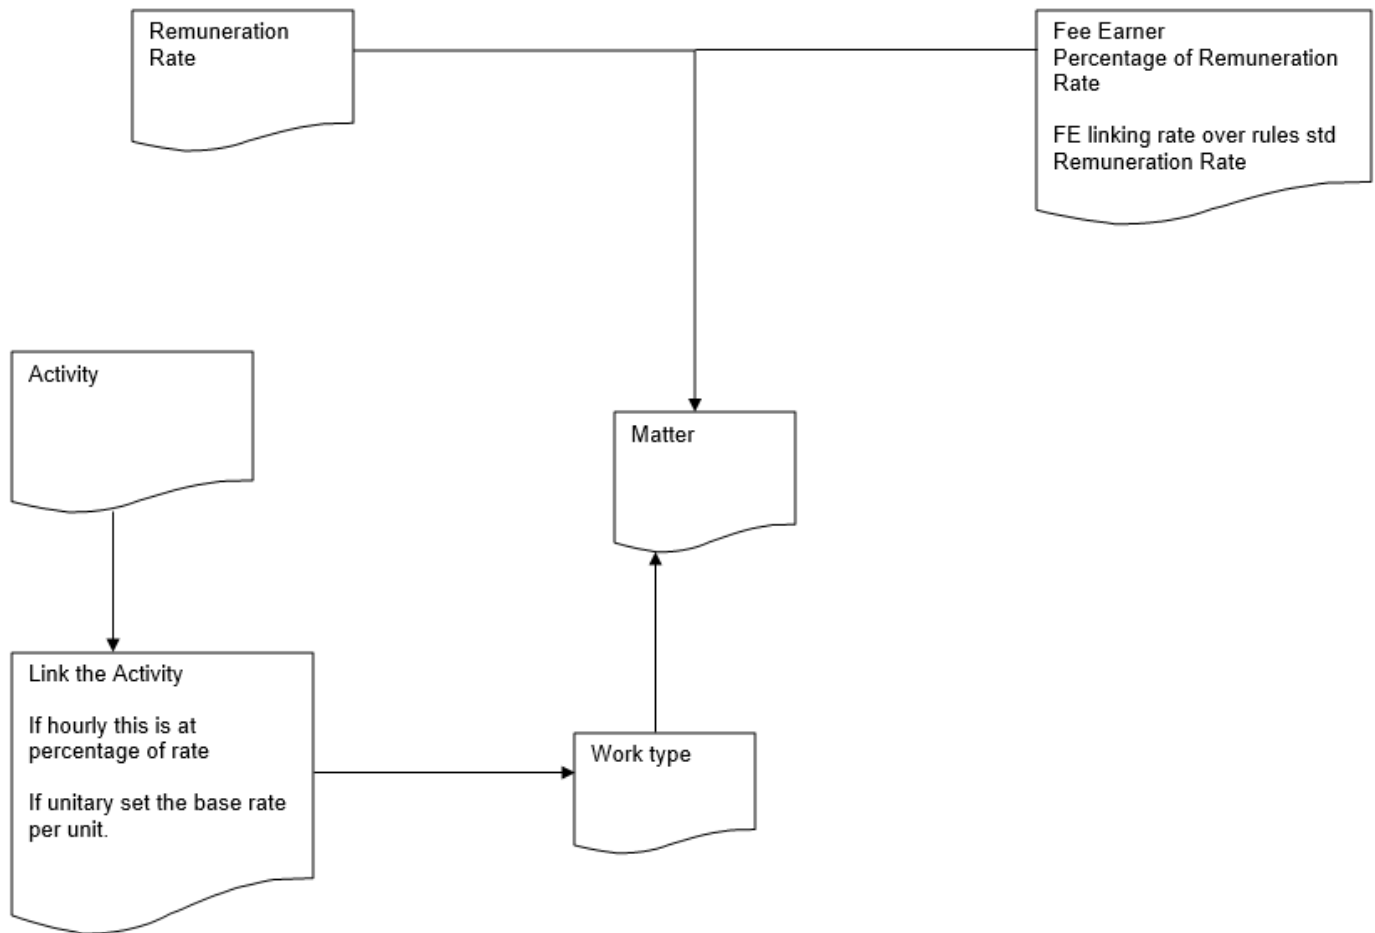 Remuneration
Rate
Fee Earner
Percentage of Remuneration
Rate
FE linking rate over rules std
Remuneration Rate
Activity
Matter
Link the Activity
If hourly this is at
percentage of rate
If unitary set the base rate
per unit.
Work type